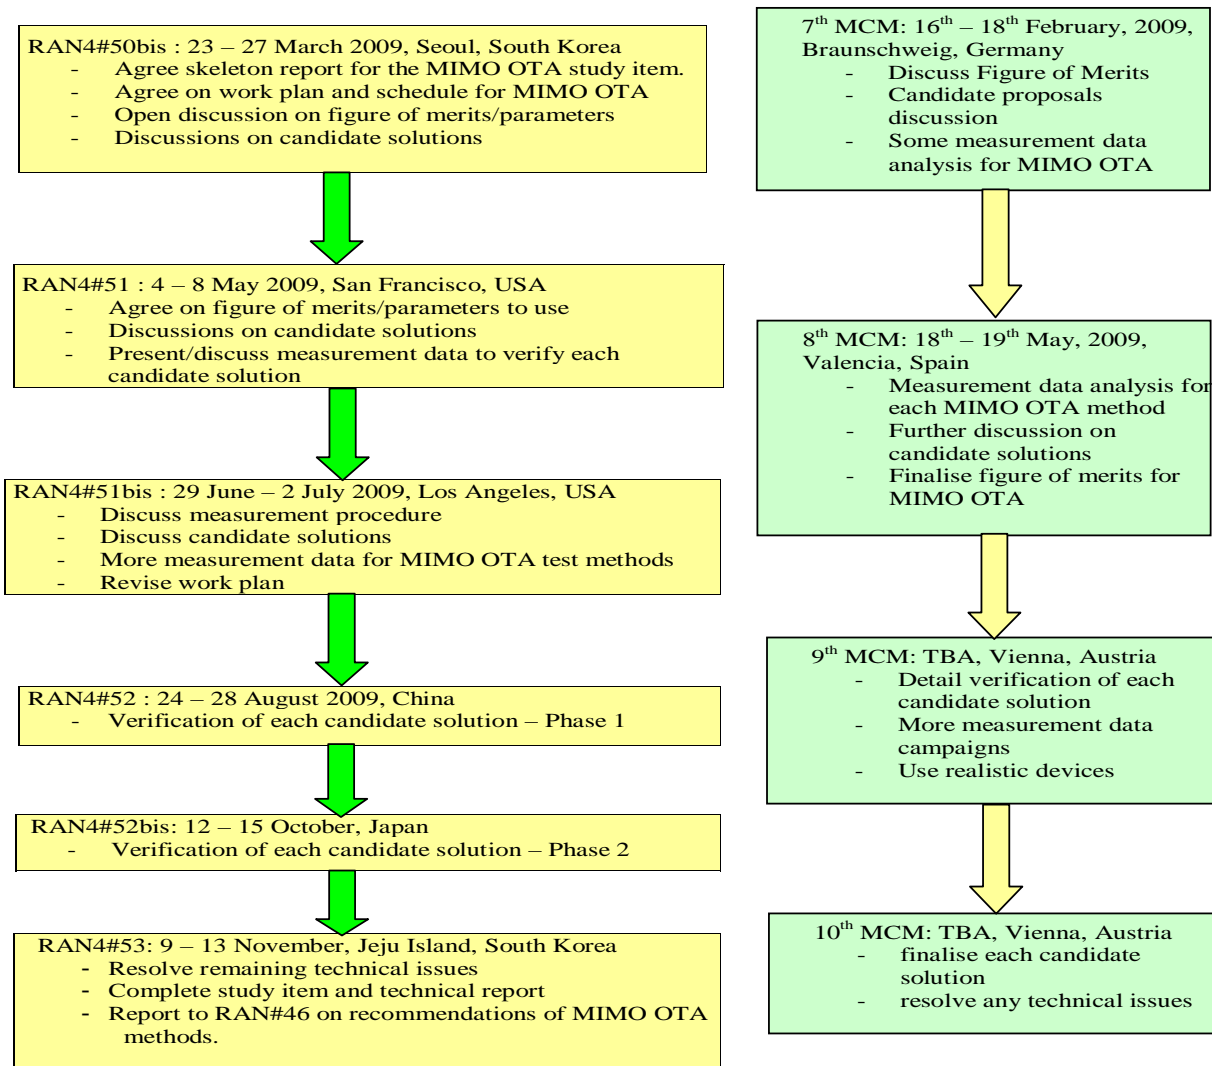 RAN4#50bis : 23 – 27 March 2009, Seoul, South Korea
- Agree skeleton report for the MIMO OTA study item.
- Agree on work plan and schedule for MIMO OTA
- Open discussion on figure of merits/parameters
- Discussions on candidate solutions
RAN4#51 : 4 – 8 May 2009, San Francisco, USA
- Agree on figure of merits/parameters to use
- Discussions on candidate solutions
- Present/discuss measurement data to verify each
candidate solution
RAN4#51bis : 29 June – 2 July 2009, Los Angeles, USA
- Discuss measurement procedure
- Discuss candidate solutions
- More measurement data for MIMO OTA test methods
- Revise work plan
RAN4#52 : 24 – 28 August 2009, China
- Verification of each candidate solution – Phase 1
RAN4#52bis: 12 – 15 October, Japan
- Verification of each candidate solution – Phase 2
RAN4#53: 9 – 13 November, Jeju Island, South Korea
- Resolve remaining technical issues
- Complete study item and technical report
- Report to RAN#46 on recommendations of MIMO OTA
methods.
7th MCM: 16th – 18th February, 2009,
Braunschweig, Germany
- Discuss Figure of Merits
- Candidate proposals
discussion
- Some measurement data
analysis for MIMO OTA
8th MCM: 18th – 19th May, 2009,
Valencia, Spain
- Measurement data analysis for
each MIMO OTA method
- Further discussion on
candidate solutions
- Finalise figure of merits for
MIMO OTA
9th MCM: TBA, Vienna, Austria
- Detail verification of each
candidate solution
- More measurement data
campaigns
- Use realistic devices
10th MCM: TBA, Vienna, Austria
- finalise each candidate
solution
- resolve any technical issues